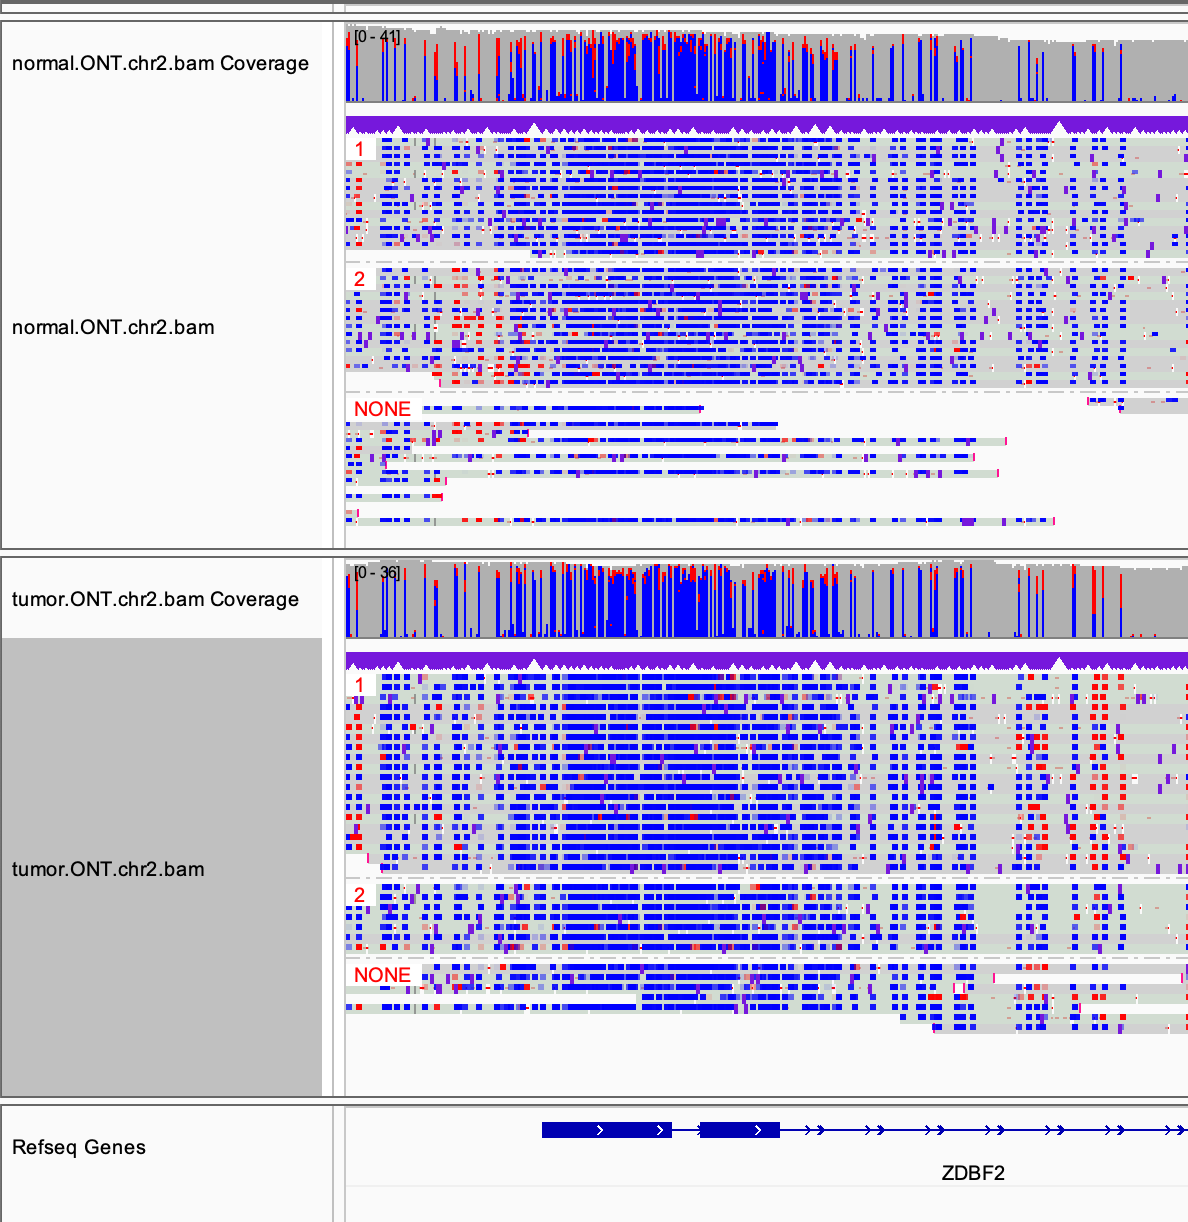 [0 - 41]
normal.ONT.chr2.bam Coverage
1
2
normal.ONT.chr2.bam
NONE
[0 - 36]
tumor.ONT.chr2.bam Coverage
1
tumor.ONT.chr2.bam
2
NONE
Refseq Genes
ZDBF2